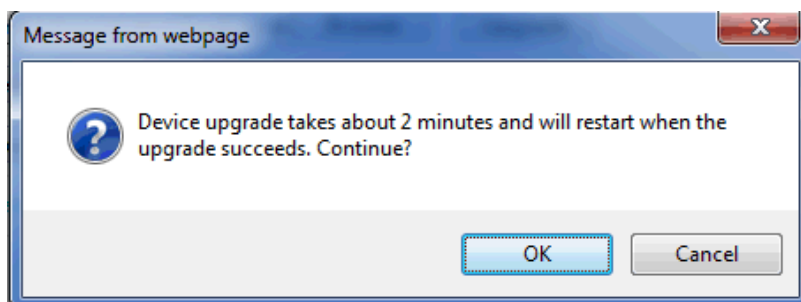 Message from webpage
Device upgrade takes about 2 minutes and will restart when the
upgrade succeeds. Continue?
OK
Cancel